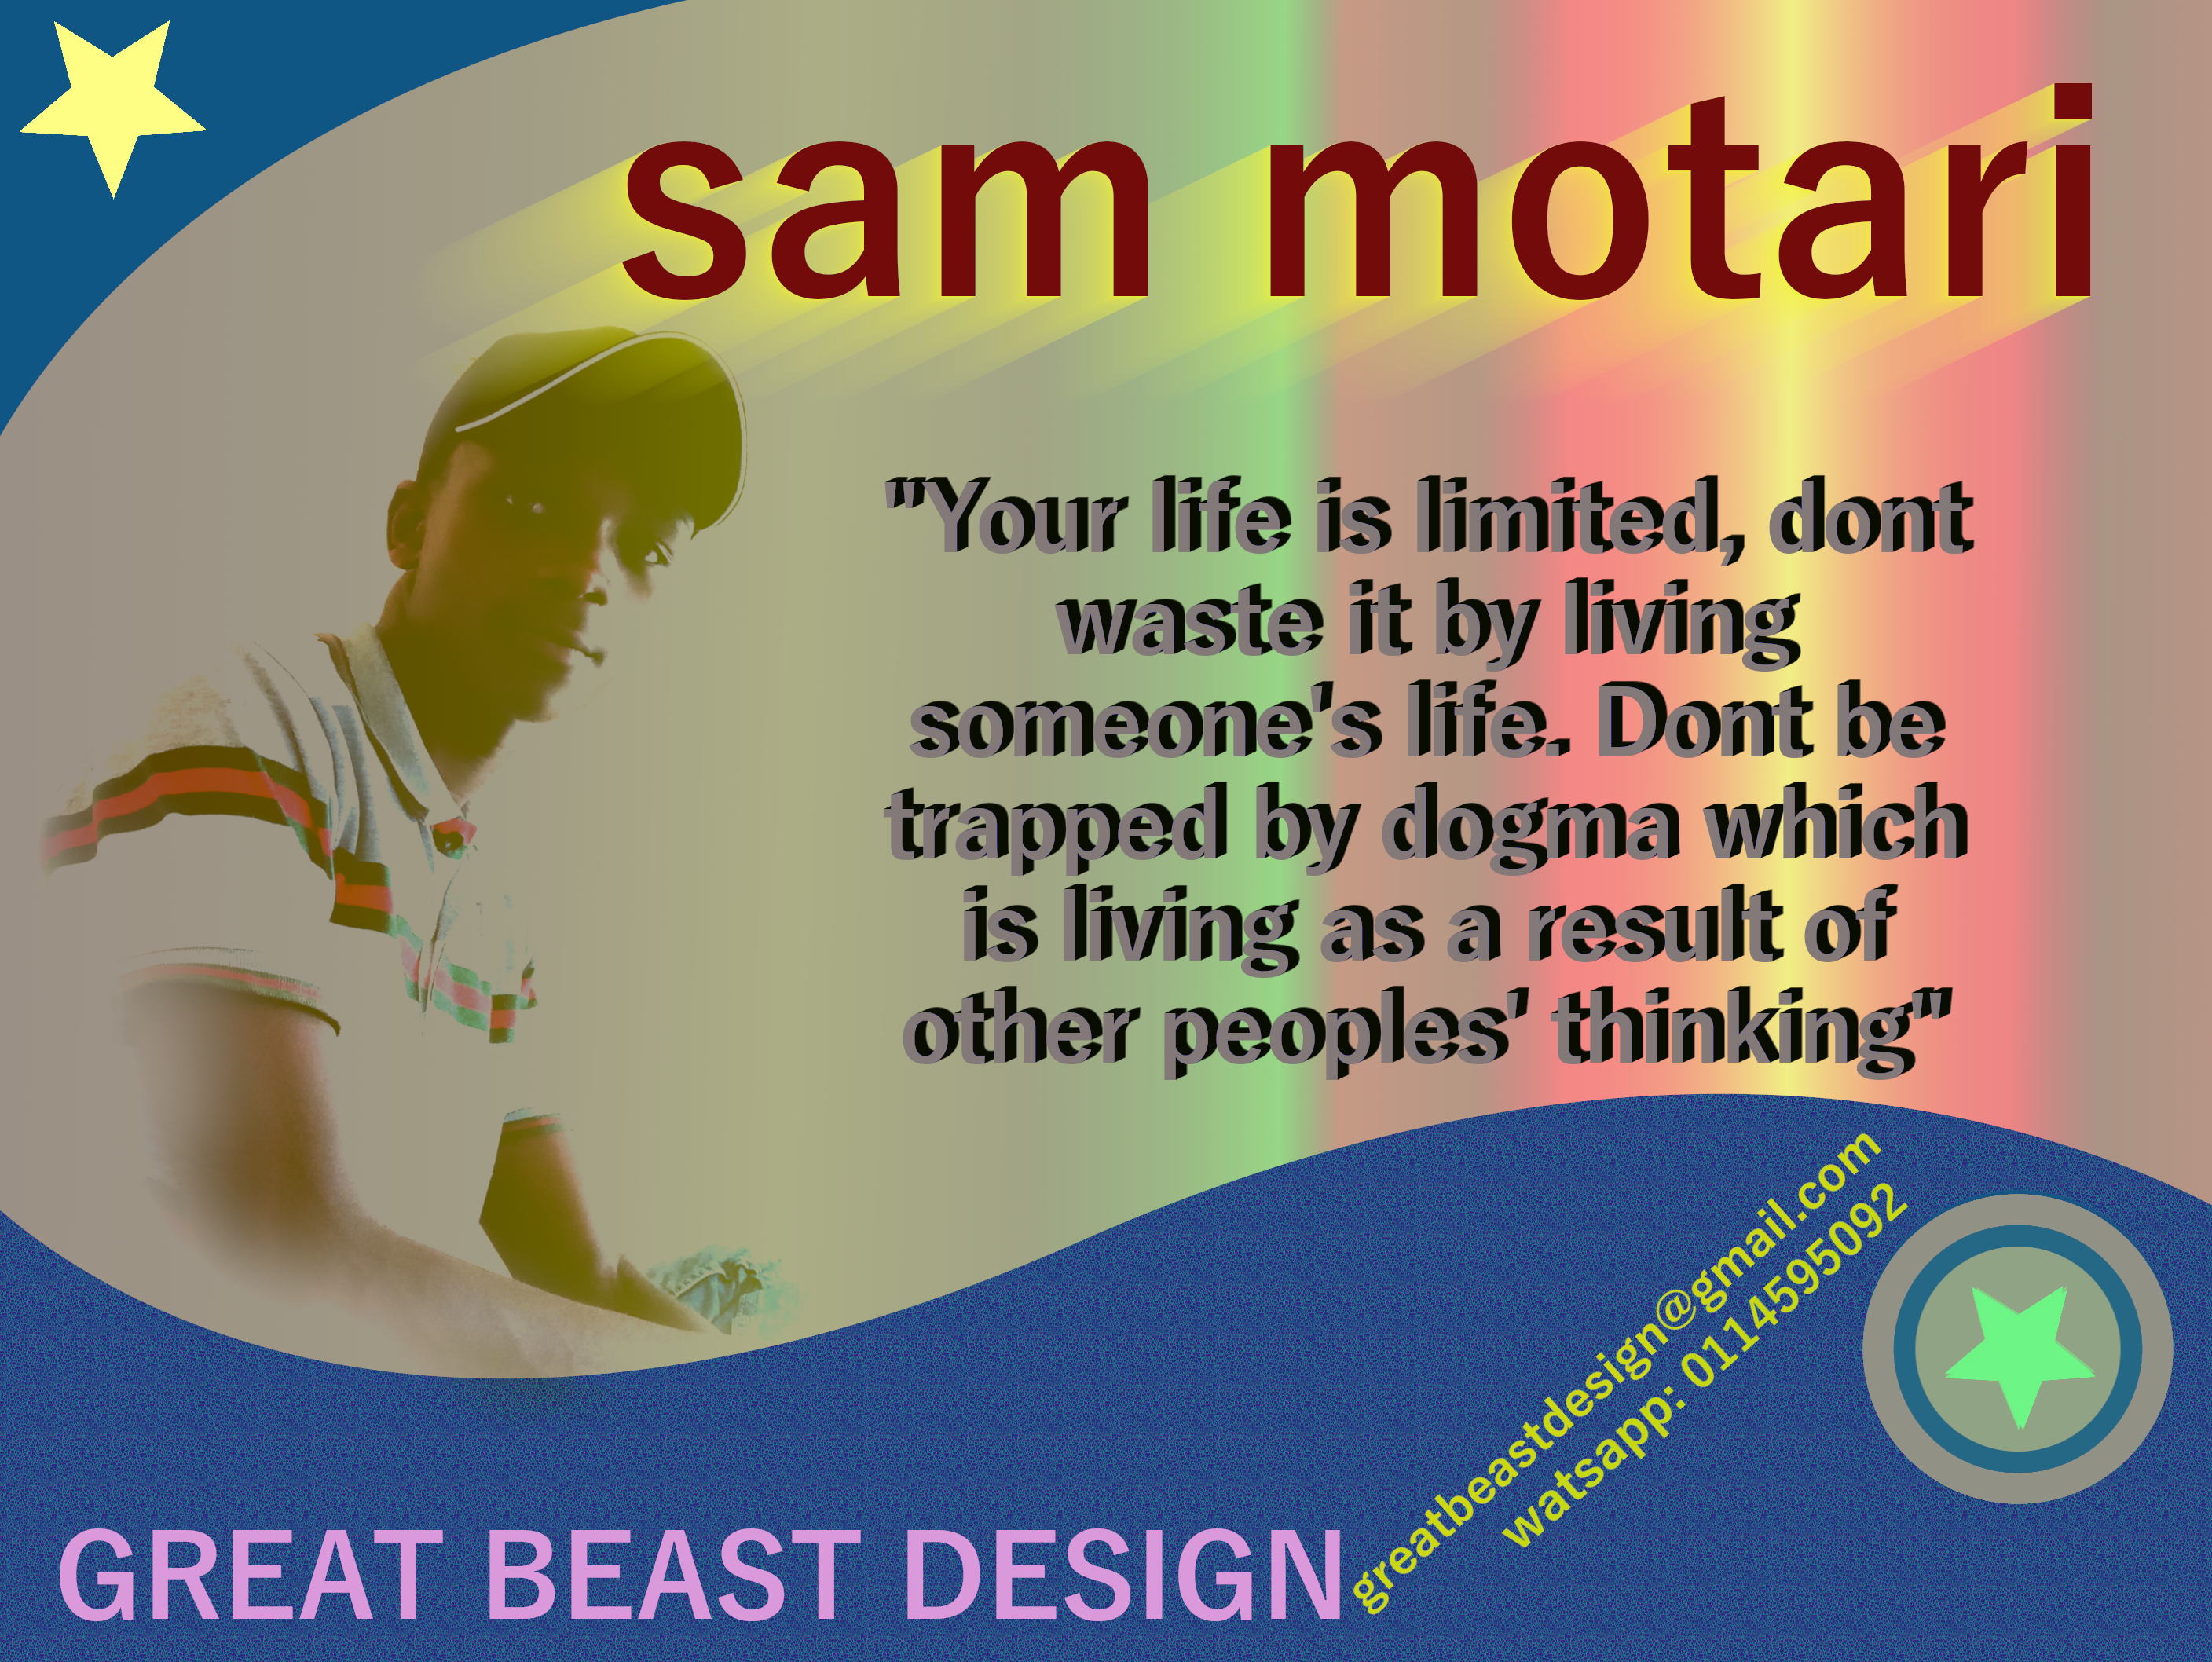 sam motari
"Your life is limited, dont
waste it by living
someone's life. Dont be
trapped by dogma which
is living as a result of
other peoples' thinking"
greatbeastdesign@gmail.com
watsapp: 0114595092
GREAT BEAST DESIGN